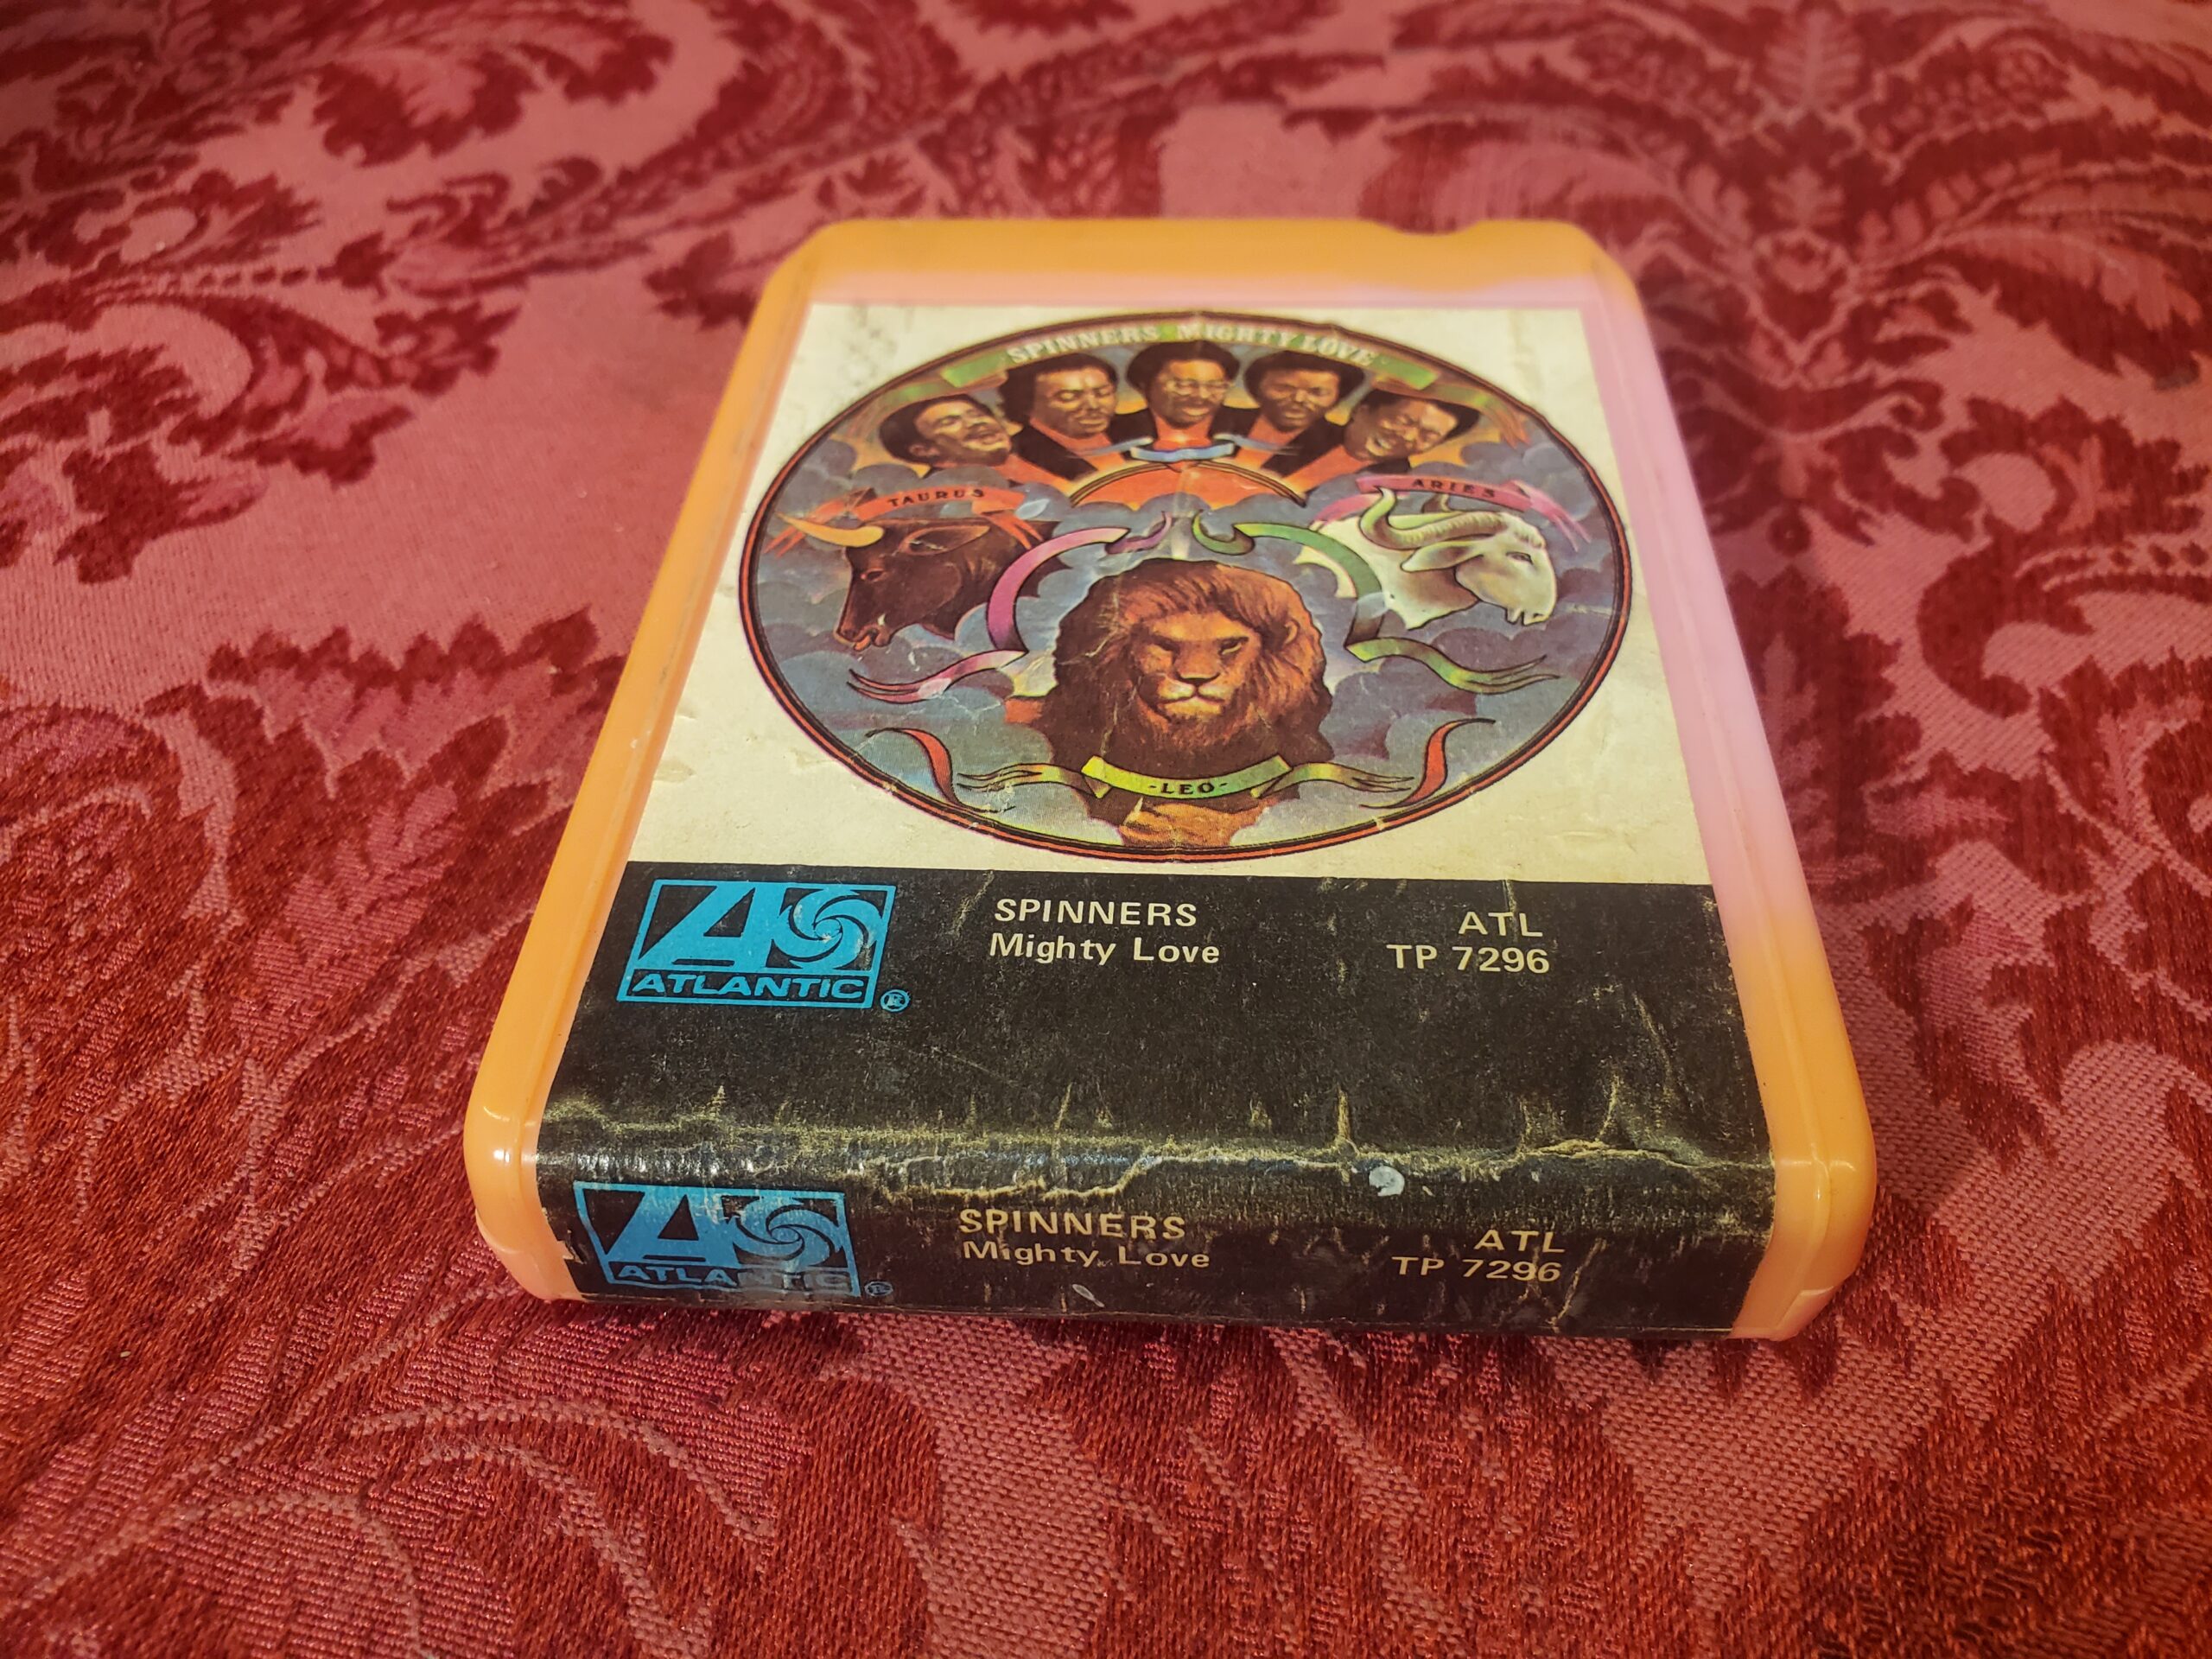 SPINNERS MIGHTY LOVE
TAURUS
ARIES
-LEO-
ATLANTIC ®
SPINNERS
Mighty Love
ATL
TP 7296
ATLANTIC ®
SPINNERS
Mighty Love
ATL
TP 7296